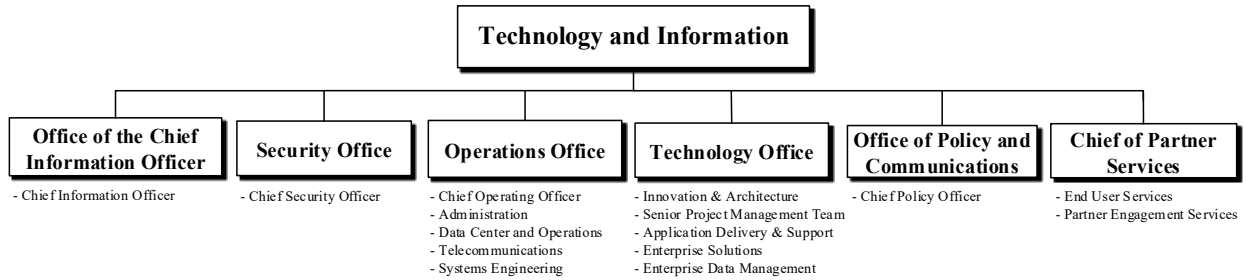 Technology and Information
Office of the Chief
Information Officer
- Chief Information Officer
Security Office
- Chief Security Officer
Operations Office
- Chief Operating Officer
- Administration
- Data Center and Operations
- Telecommunications
- Systems Engineering
Technology Office
- Innovation & Architecture
- Senior Project Management Team
- Application Delivery & Support
- Enterprise Solutions
- Enterprise Data Management
Office of Policy and
Communications
- Chief Policy Officer
Chief of Partner
Services
- End User Services
- Partner Engagement Services